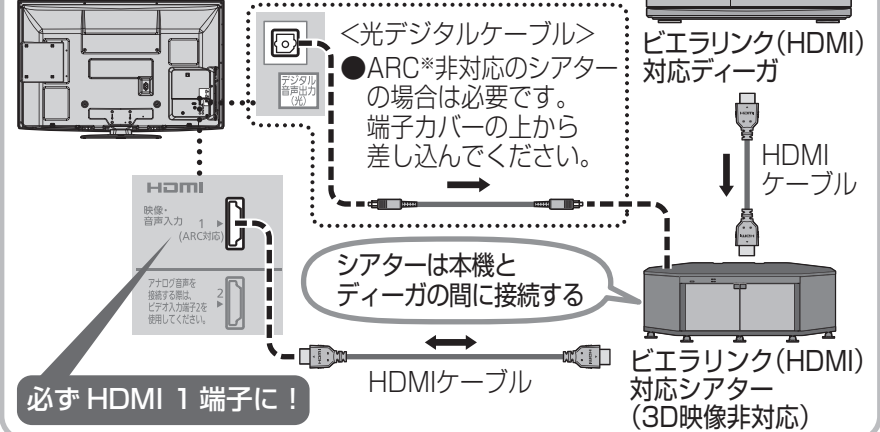 <光デジタルケーブル>
●ARC※非対応のシアター
の場合は必要です。
端子カバーの上から
差し込んでください。
デジタル
音声出力
(光)
ビエラリンク(HDMI)
対応ディーガ
HDMI
ケーブル
HDMI
映像・
音声入力 1
(ARC対応)
アナログ音声を
接続する際は、
ビデオ入力端子2を
使用してください。
2
シアターは本機と
ディーガの間に接続する
必ず HDMI 1 端子に!
HDMIケーブル
ビエラリンク(HDMI)
対応シアター
(3D映像非対応)